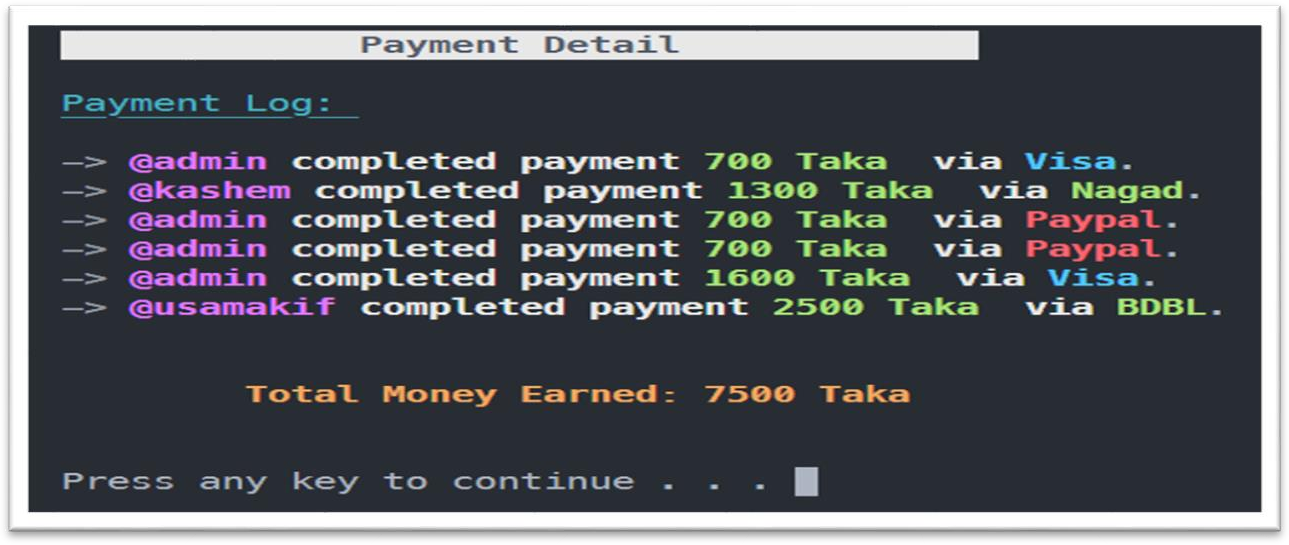 Payment Detail
Payment Log:
—> @admin completed payment 700 Taka  via Visa.
—> @kashem completed payment 1300 Taka  via Nagad.
—> @admin completed payment 700 Taka  via Paypal.
—> @admin completed payment 700 Taka  via Paypal.
—> @admin completed payment 1600 Taka  via Visa.
—> @usamakif completed payment 2500 Taka  via BDBL.
Total Money Earned: 7500 Taka
Press any key to continue . . .